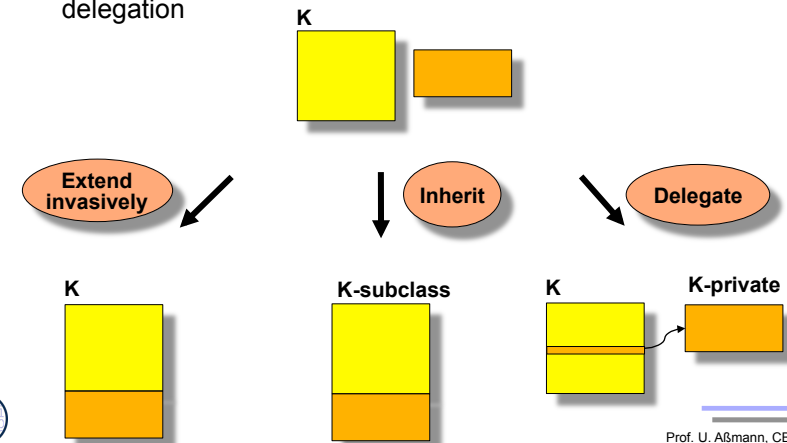 delegation
K
Extend
invasively
Inherit
Delegate
K
K-subclass
K
K-private
Prof. U. Aßmann, CB